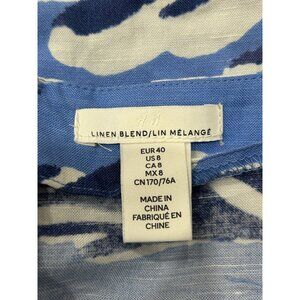 LINEN BLEND/LIN MÉLANGÉ
EUR 40
US 8
CA 8
MX 8
CN 170/76A
MADE IN
CHINA
FABRIQUÉ EN
CHINE